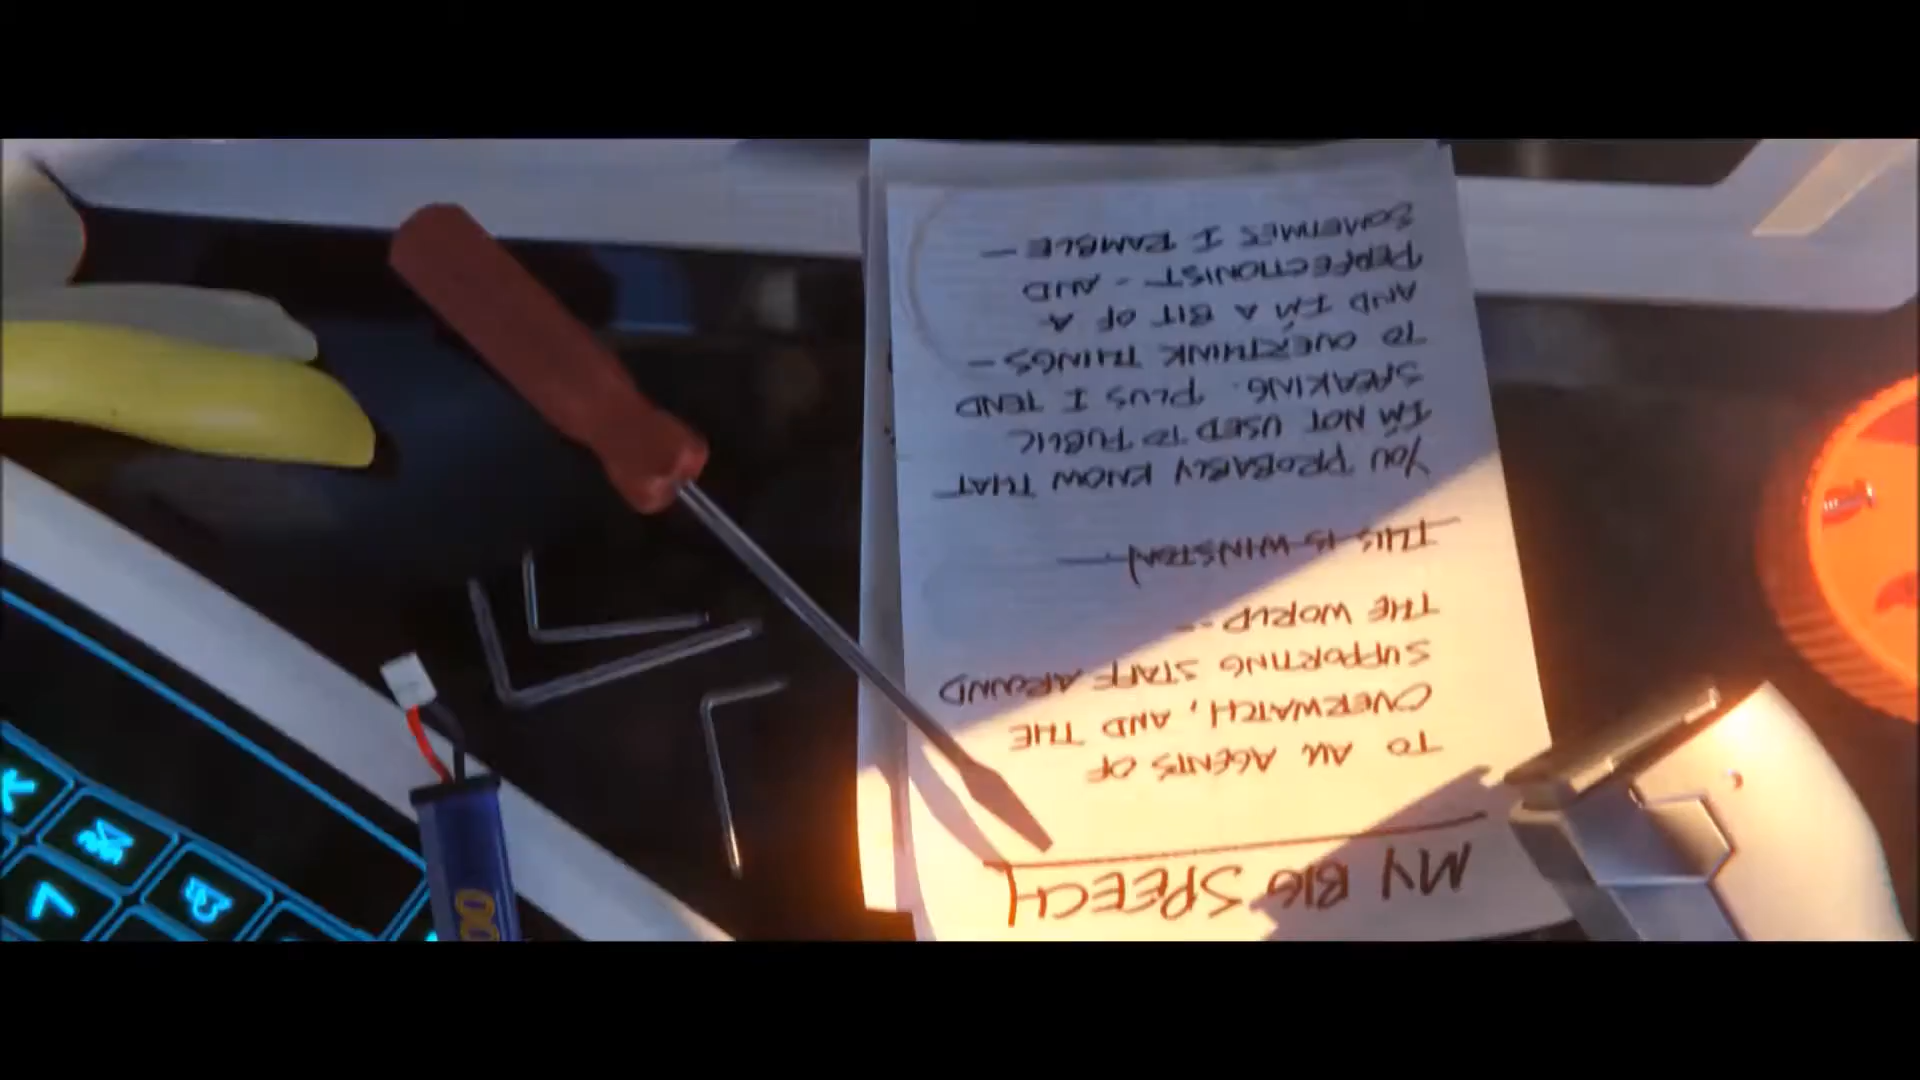 MY BIG SPEECH
TO ALL AGENTS OF
OVERWATCH, AND THE
SUPPORTING STAFF AROUND
THE WORLD --
THIS IS WINSTON
YOU PROBABLY KNOW THAT
I'M NOT USED TO PUBLIC
SPEAKING. PLUS I TEND
TO OVERTHINK THINGS-
AND I'M A BIT OF A
PERFECTIONIST - AND
SOMETIMES I RAMBLE -